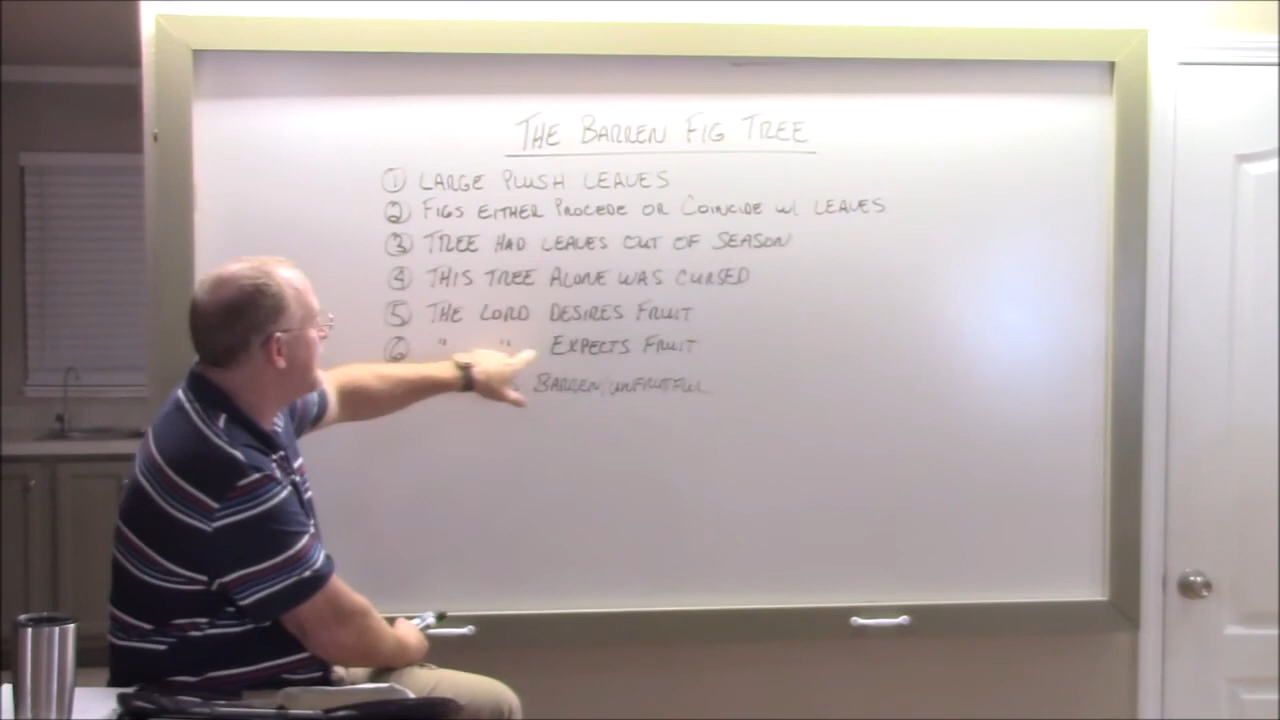 THE BARREN FIG TREE
① LARGE PLUSH LEAVES
② FIGS EITHER PROCEDE OR COINCIDE W/ LEAVES
③ TREE HAD LEAVES OUT OF SEASON
④ THIS TREE ALONE WAS CURSED
⑤ THE LORD DESIRES FRUIT
⑥ " " EXPECTS FRUIT
BARREN/UNFRUITFUL